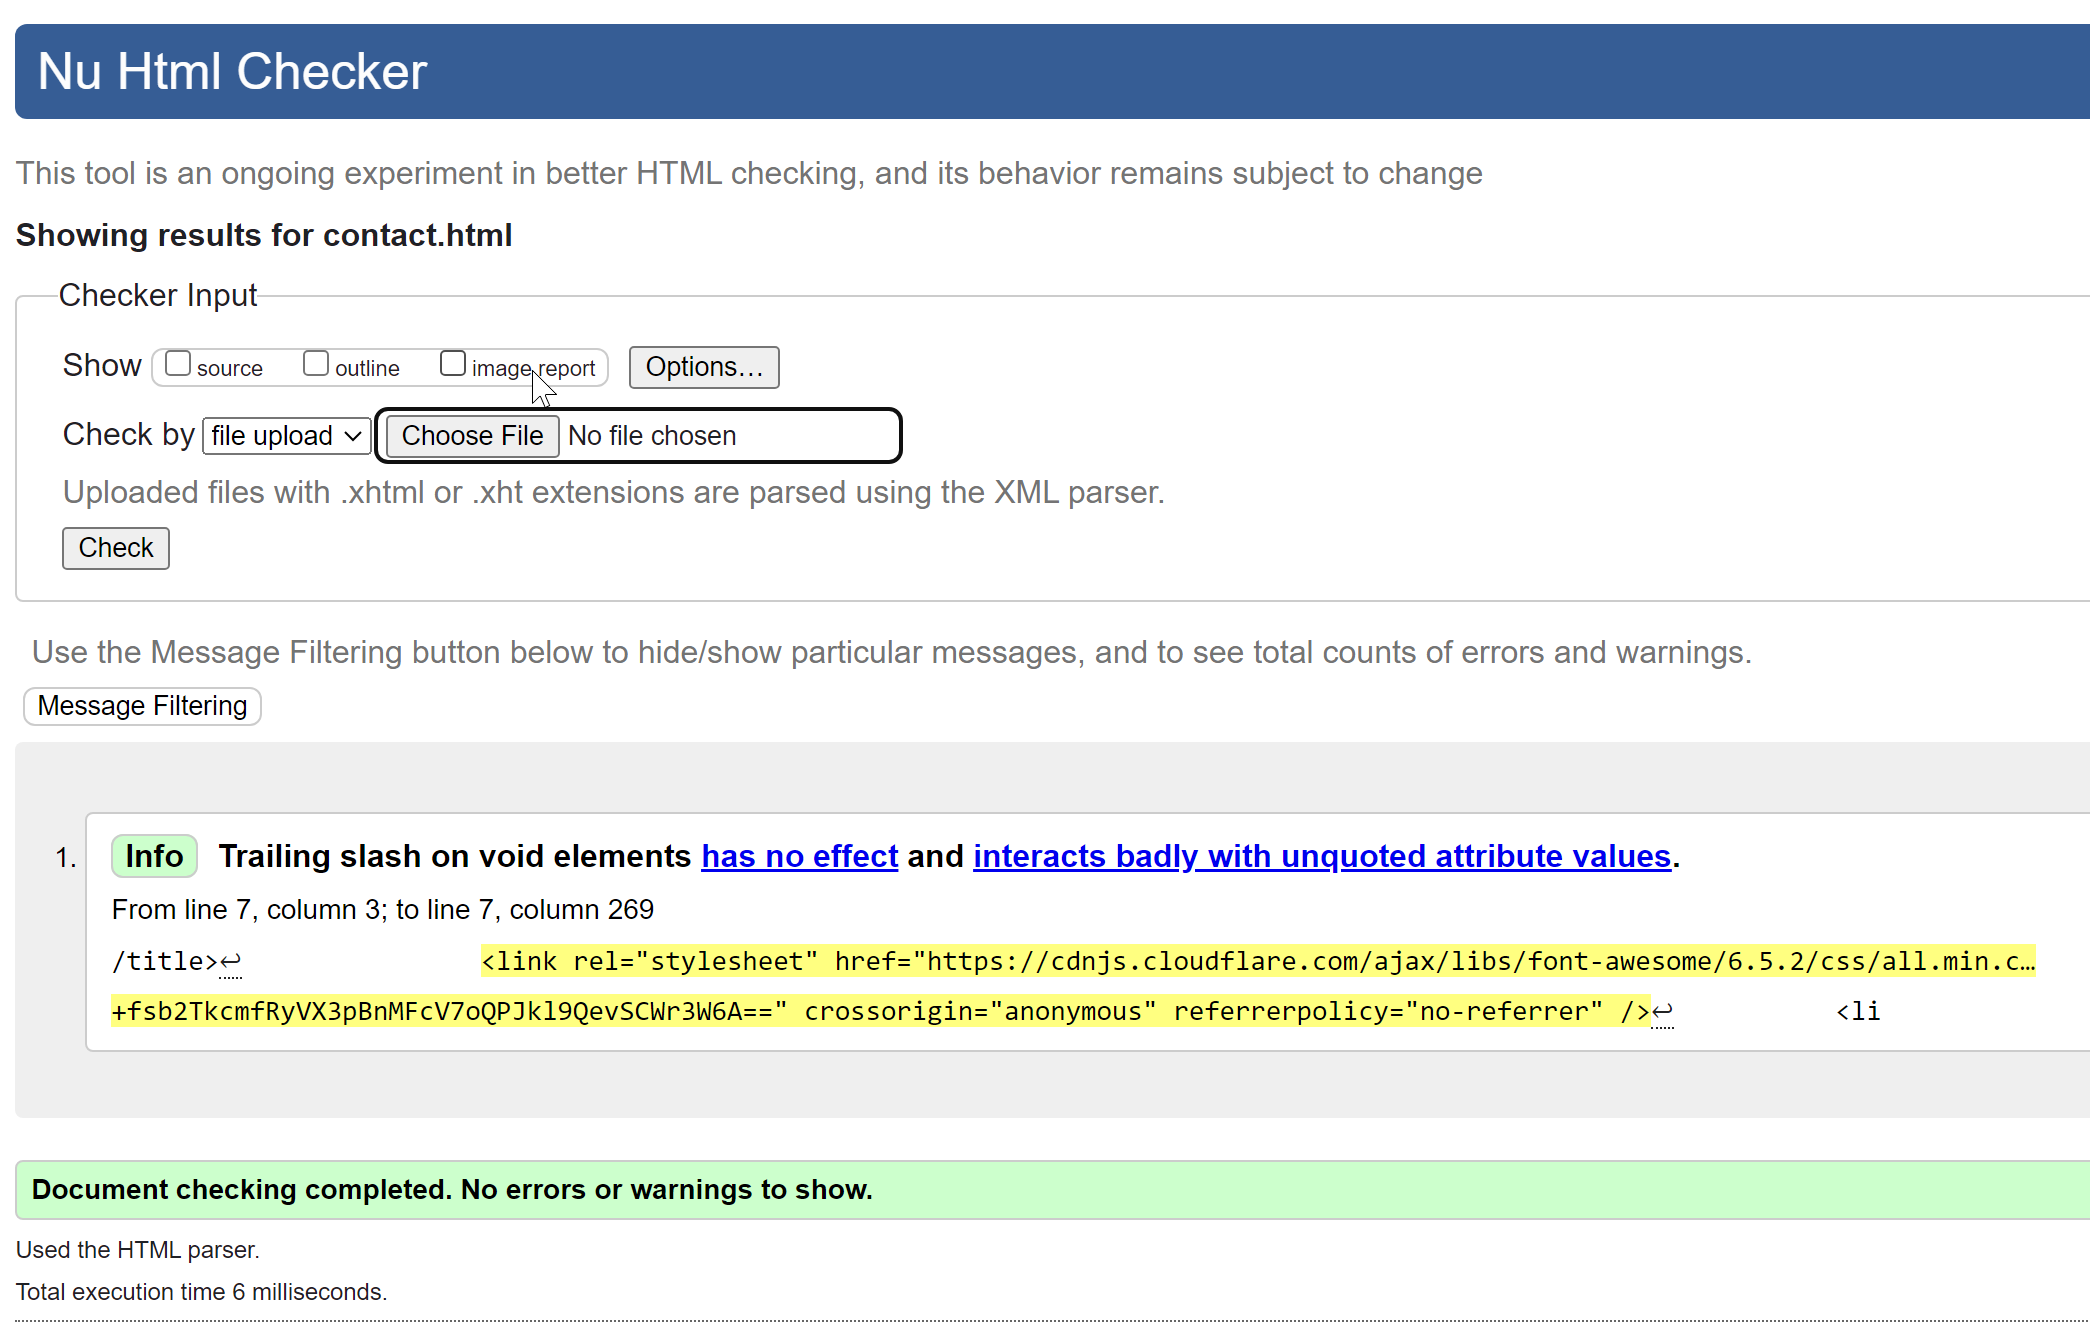 Nu Html Checker
This tool is an ongoing experiment in better HTML checking, and its behavior remains subject to change
Showing results for contact.html
Checker Input
Show source outline image report Options…
Check by file upload Choose File No file chosen
Uploaded files with .xhtml or .xht extensions are parsed using the XML parser.
Check
Use the Message Filtering button below to hide/show particular messages, and to see total counts of errors and warnings.
Message Filtering
1. Info Trailing slash on void elements has no effect and interacts badly with unquoted attribute values.
From line 7, column 3; to line 7, column 269
/title>↩ <link rel="stylesheet" href="https://cdnjs.cloudflare.com/ajax/libs/font-awesome/6.5.2/css/all.min.c…
+fsb2TkcmfRyVX3pBnMFcV7oQPJkl9QevSCWr3W6A==" crossorigin="anonymous" referrerpolicy="no-referrer" />↩ <li
Document checking completed. No errors or warnings to show.
Used the HTML parser.
Total execution time 6 milliseconds.